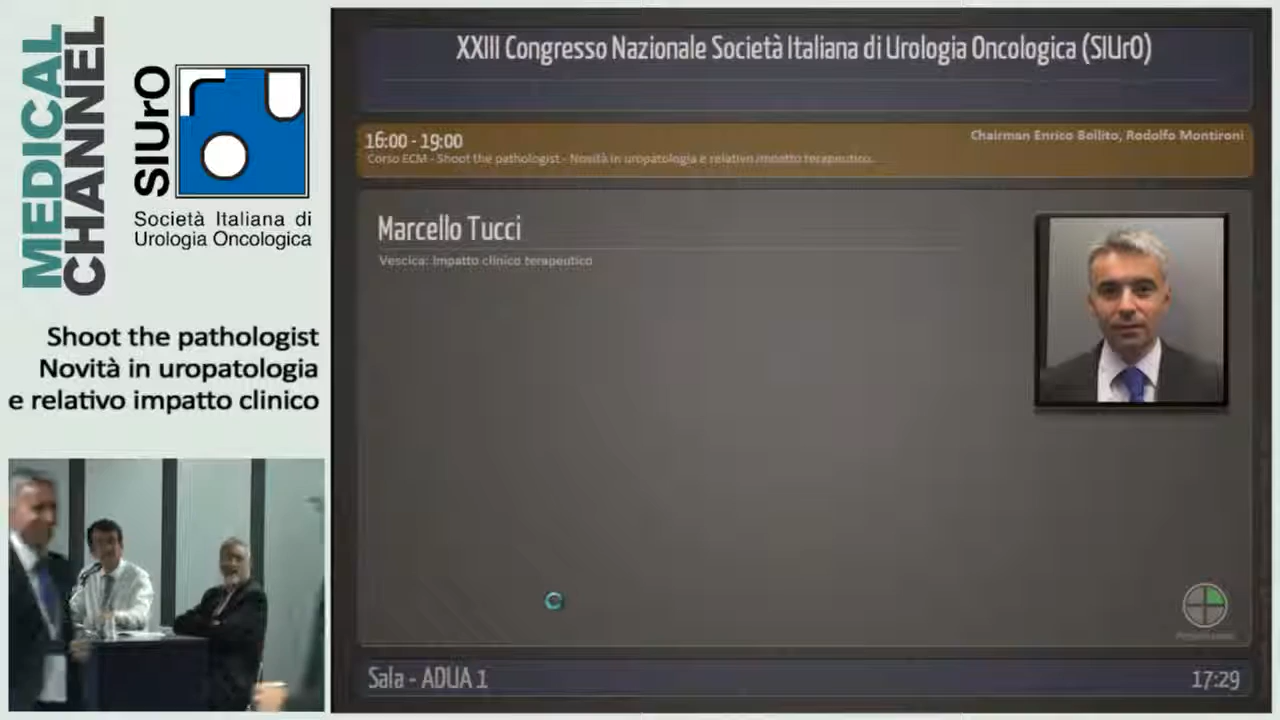 MEDICAL
CHANNEL
SIUrO
Società Italiana di
Urologia Oncologica
Shoot the pathologist
Novità in uropatologia
e relativo impatto clinico
XXIII Congresso Nazionale Società Italiana di Urologia Oncologica (SIUrO)
16:00 - 19:00
Chairman Enrico Bollito, Rodolfo Montironi
Corso ECM - Shoot the pathologist - Novità in uropatologia e relativo impatto terapeutico.
Marcello Tucci
Vescica: Impatto clinico terapeutico
Sala - ADUA 1
17:29